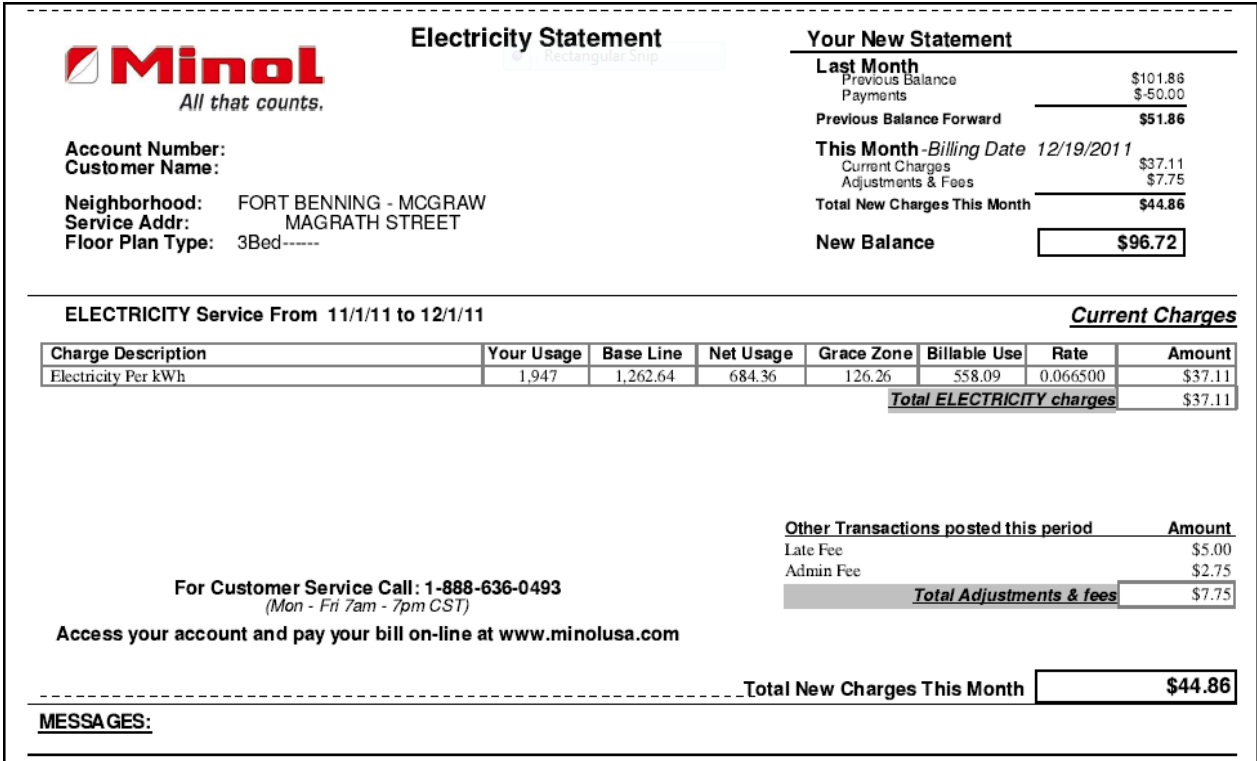 Electricity Statement
Minol
All that counts.
Rectangular Snip
Your New Statement
Last Month
Previous Balance $101.86
Payments $-50.00
Previous Balance Forward $51.86
This Month-Billing Date 12/19/2011
Current Charges $37.11
Adjustments & Fees $7.75
Total New Charges This Month $44.86
New Balance $96.72
Account Number:
Customer Name:
Neighborhood: FORT BENNING - MCGRAW
Service Addr: MAGRATH STREET
Floor Plan Type: 3Bed------
ELECTRICITY Service From 11/1/11 to 12/1/11
Current Charges
Charge Description Your Usage Base Line Net Usage Grace Zone Billable Use Rate Amount
Electricity Per kWh 1,947 1,262.64 684.36 126.26 558.09 0.066500 $37.11
Total ELECTRICITY charges $37.11
Other Transactions posted this period Amount
Late Fee $5.00
Admin Fee $2.75
Total Adjustments & fees $7.75
For Customer Service Call: 1-888-636-0493
(Mon - Fri 7am - 7pm CST)
Access your account and pay your bill on-line at www.minolusa.com
Total New Charges This Month $44.86
MESSAGES: